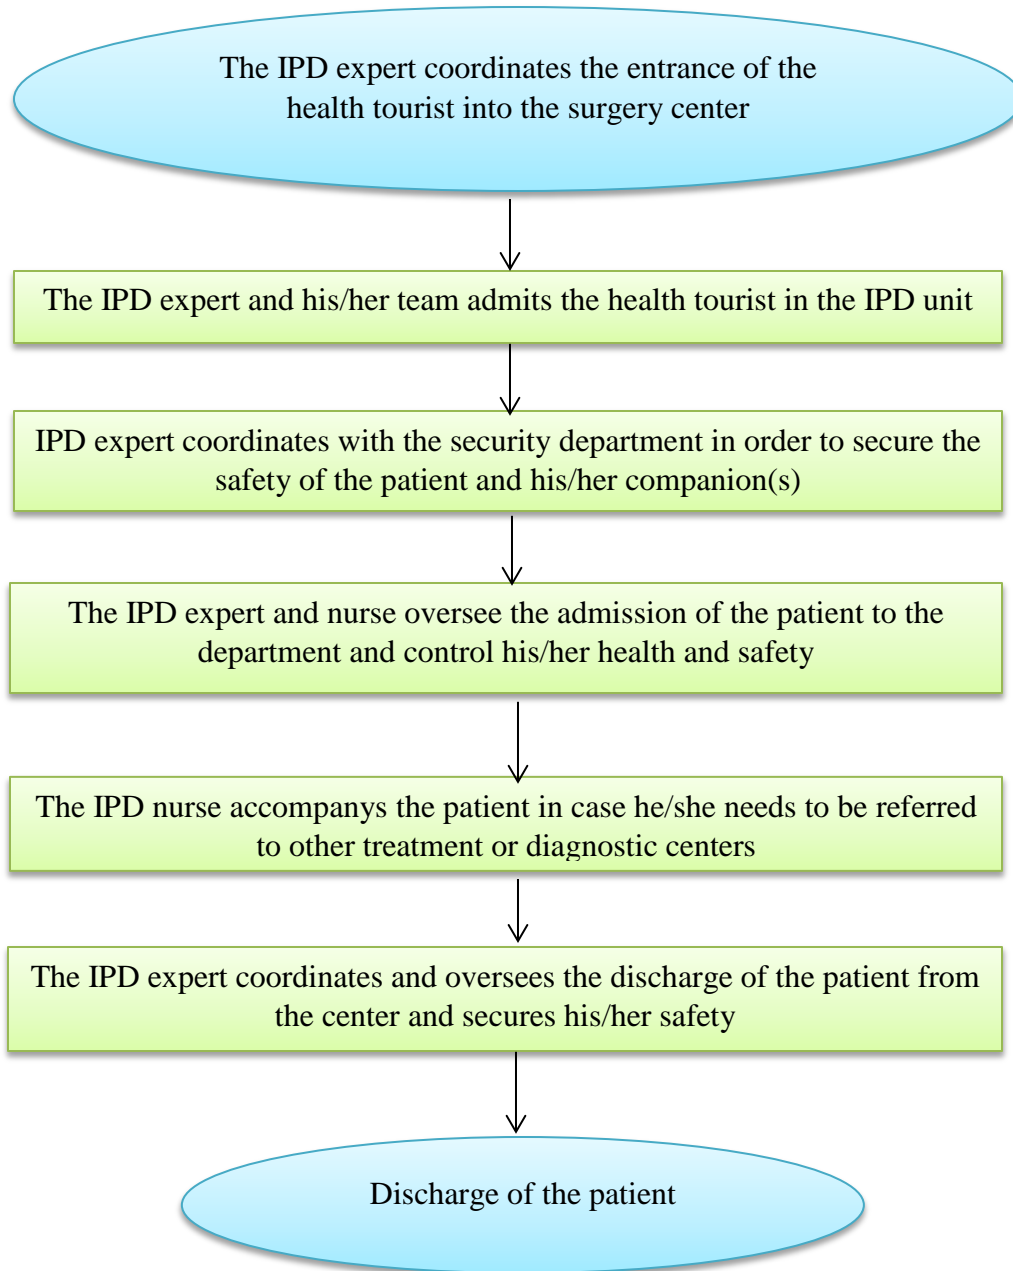 The IPD expert coordinates the entrance of the
health tourist into the surgery center
The IPD expert and his/her team admits the health tourist in the IPD unit
IPD expert coordinates with the security department in order to secure the
safety of the patient and his/her companion(s)
The IPD expert and nurse oversee the admission of the patient to the
department and control his/her health and safety
The IPD nurse accompanys the patient in case he/she needs to be referred
to other treatment or diagnostic centers
The IPD expert coordinates and oversees the discharge of the patient from
the center and secures his/her safety
Discharge of the patient